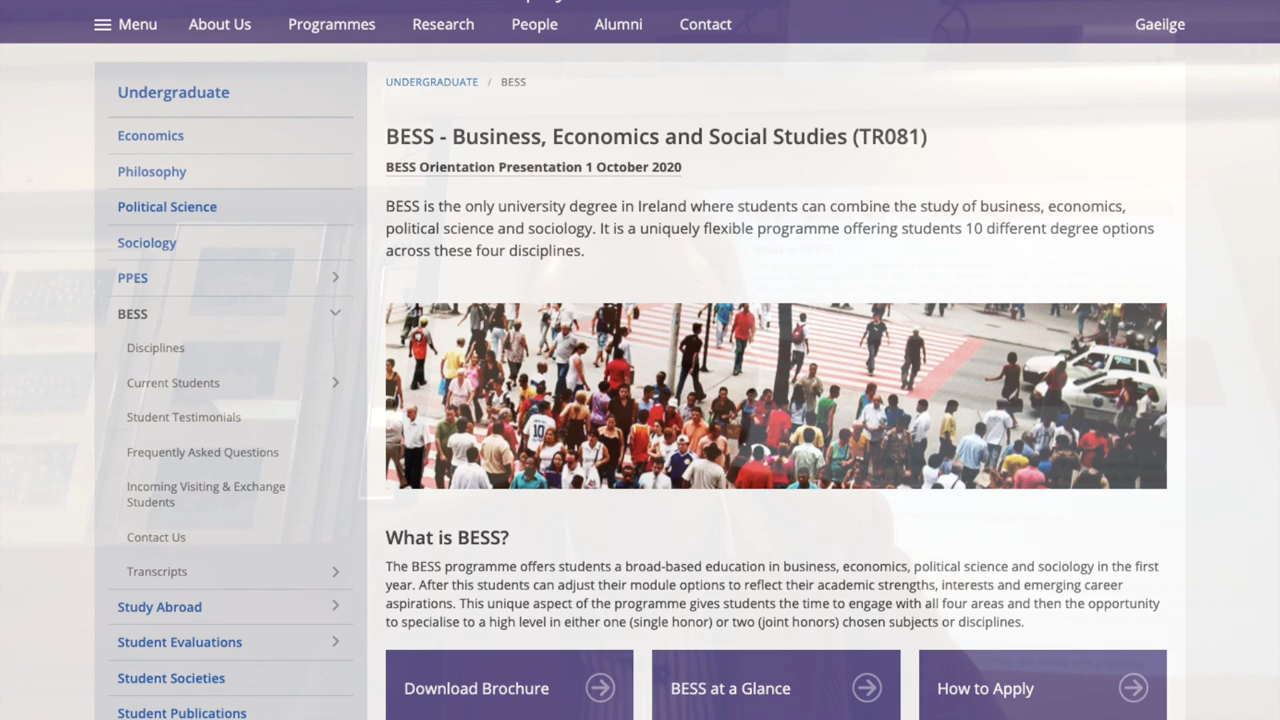 Menu About Us Programmes Research People Alumni Contact Gaeilge
Undergraduate
Economics
Philosophy
Political Science
Sociology
PPES
BESS
Disciplines
Current Students
Student Testimonials
Frequently Asked Questions
Incoming Visiting & Exchange
Students
Contact Us
Transcripts
Study Abroad
Student Evaluations
Student Societies
Student Publications
UNDERGRADUATE / BESS
BESS - Business, Economics and Social Studies (TR081)
BESS Orientation Presentation 1 October 2020
BESS is the only university degree in Ireland where students can combine the study of business, economics,
political science and sociology. It is a uniquely flexible programme offering students 10 different degree options
across these four disciplines.
10
What is BESS?
The BESS programme offers students a broad-based education in business, economics, political science and sociology in the first
year. After this students can adjust their module options to reflect their academic strengths, interests and emerging career
aspirations. This unique aspect of the programme gives students the time to engage with all four areas and then the opportunity
to specialise to a high level in either one (single honor) or two (joint honors) chosen subjects or disciplines.
Download Brochure
BESS at a Glance
How to Apply